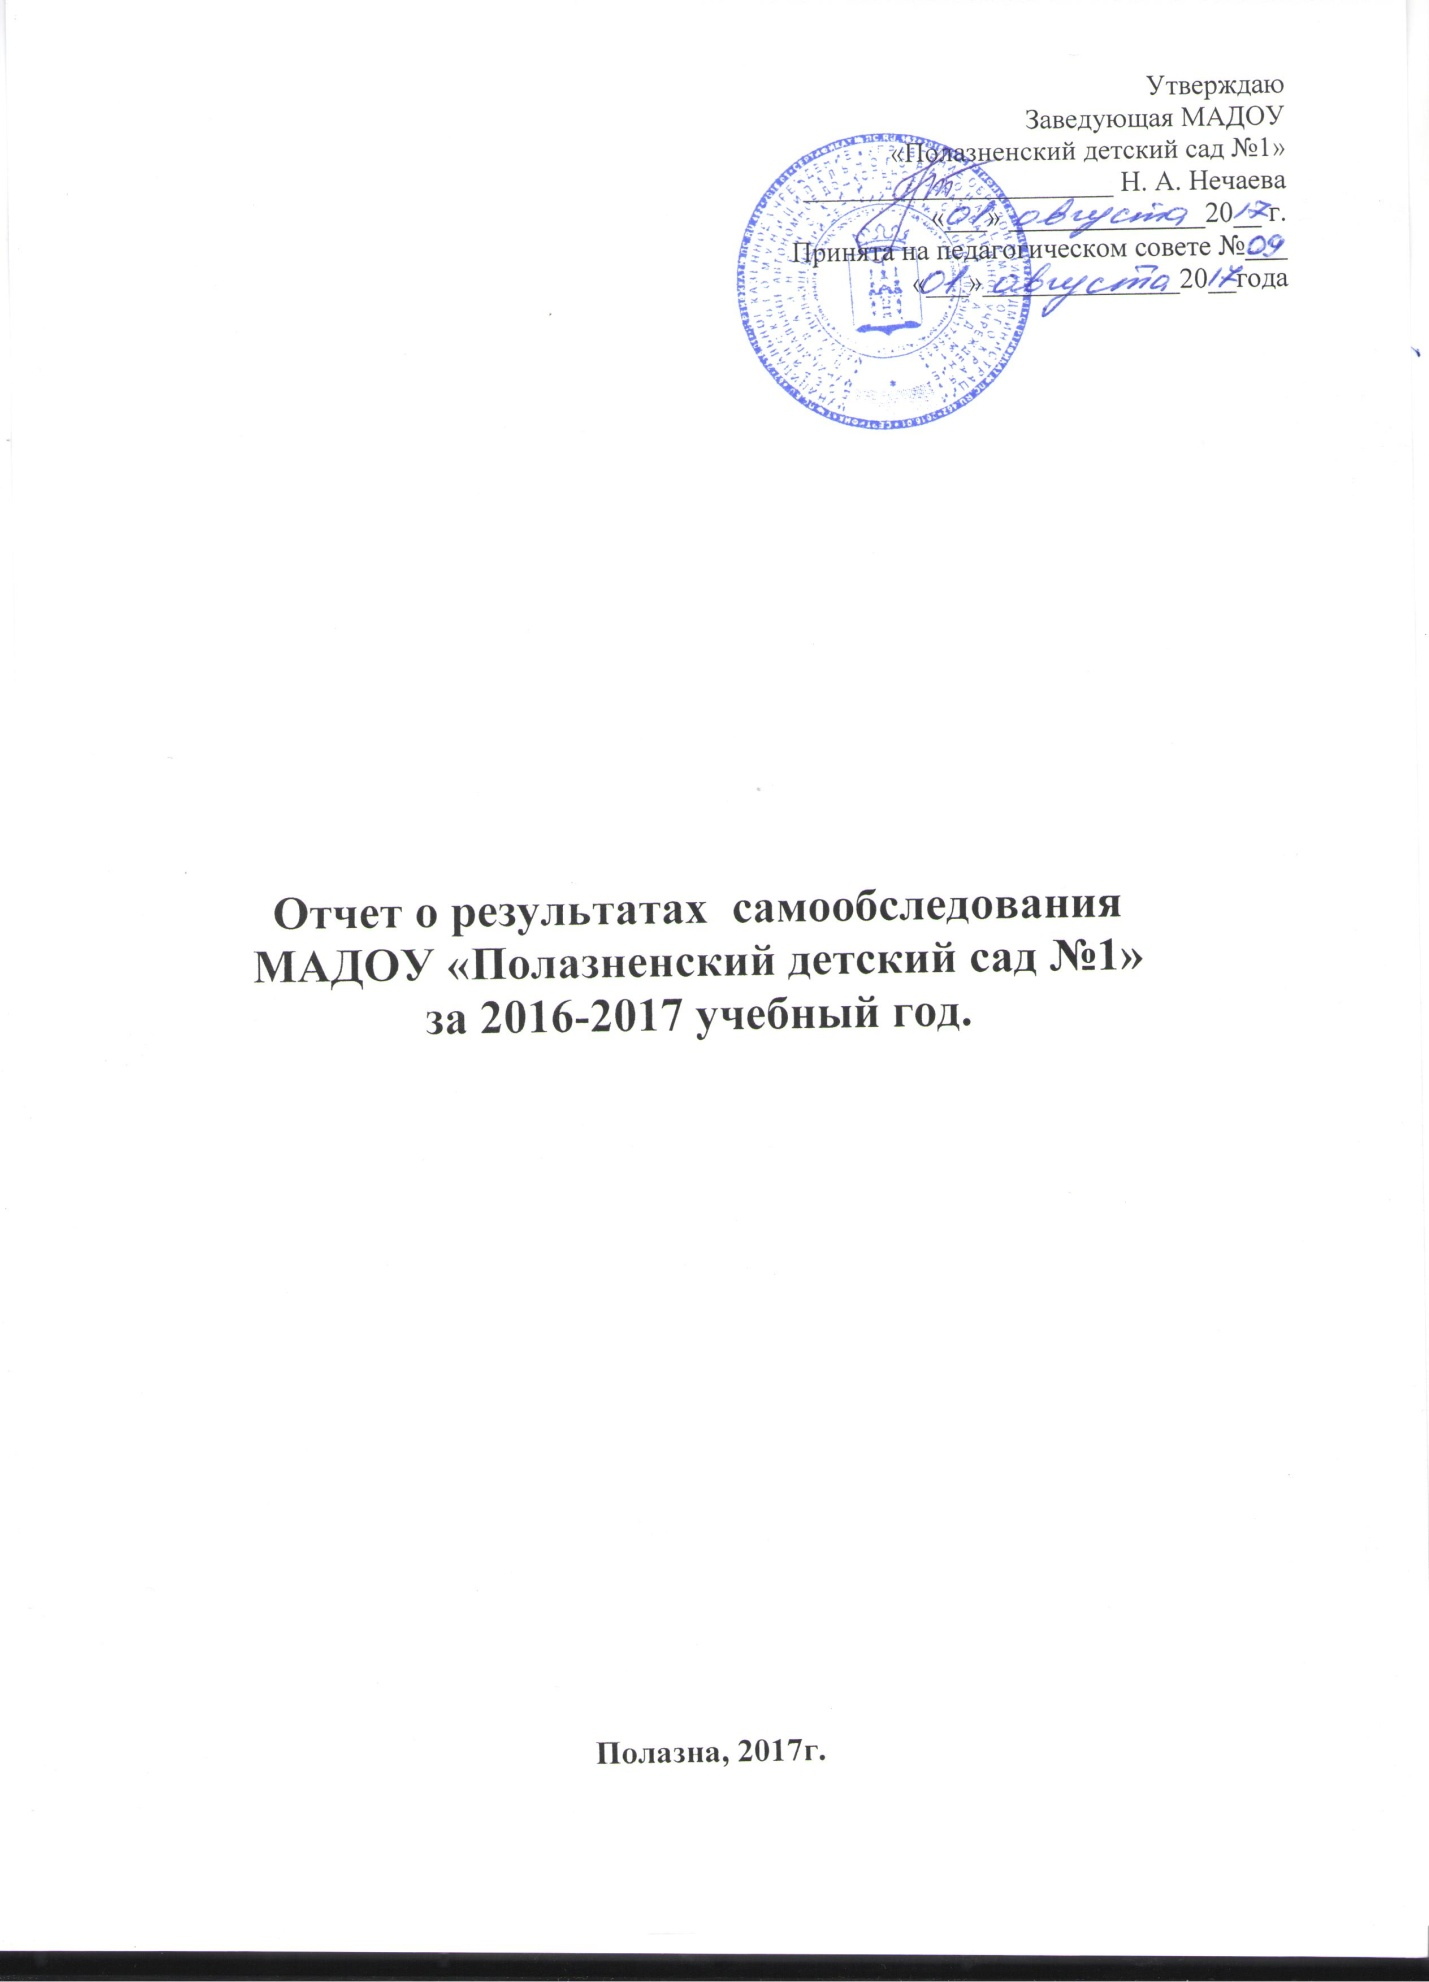 Утверждаю
Заведующая МАДОУ
«Полазненский детский сад №1»
Н. А. Нечаева
«01» августа 2017г.
Принята на педагогическом совете №09
«01» августа 2017года
Отчет о результатах самообследования
МАДОУ «Полазненский детский сад №1»
за 2016-2017 учебный год.
Полазна, 2017г.